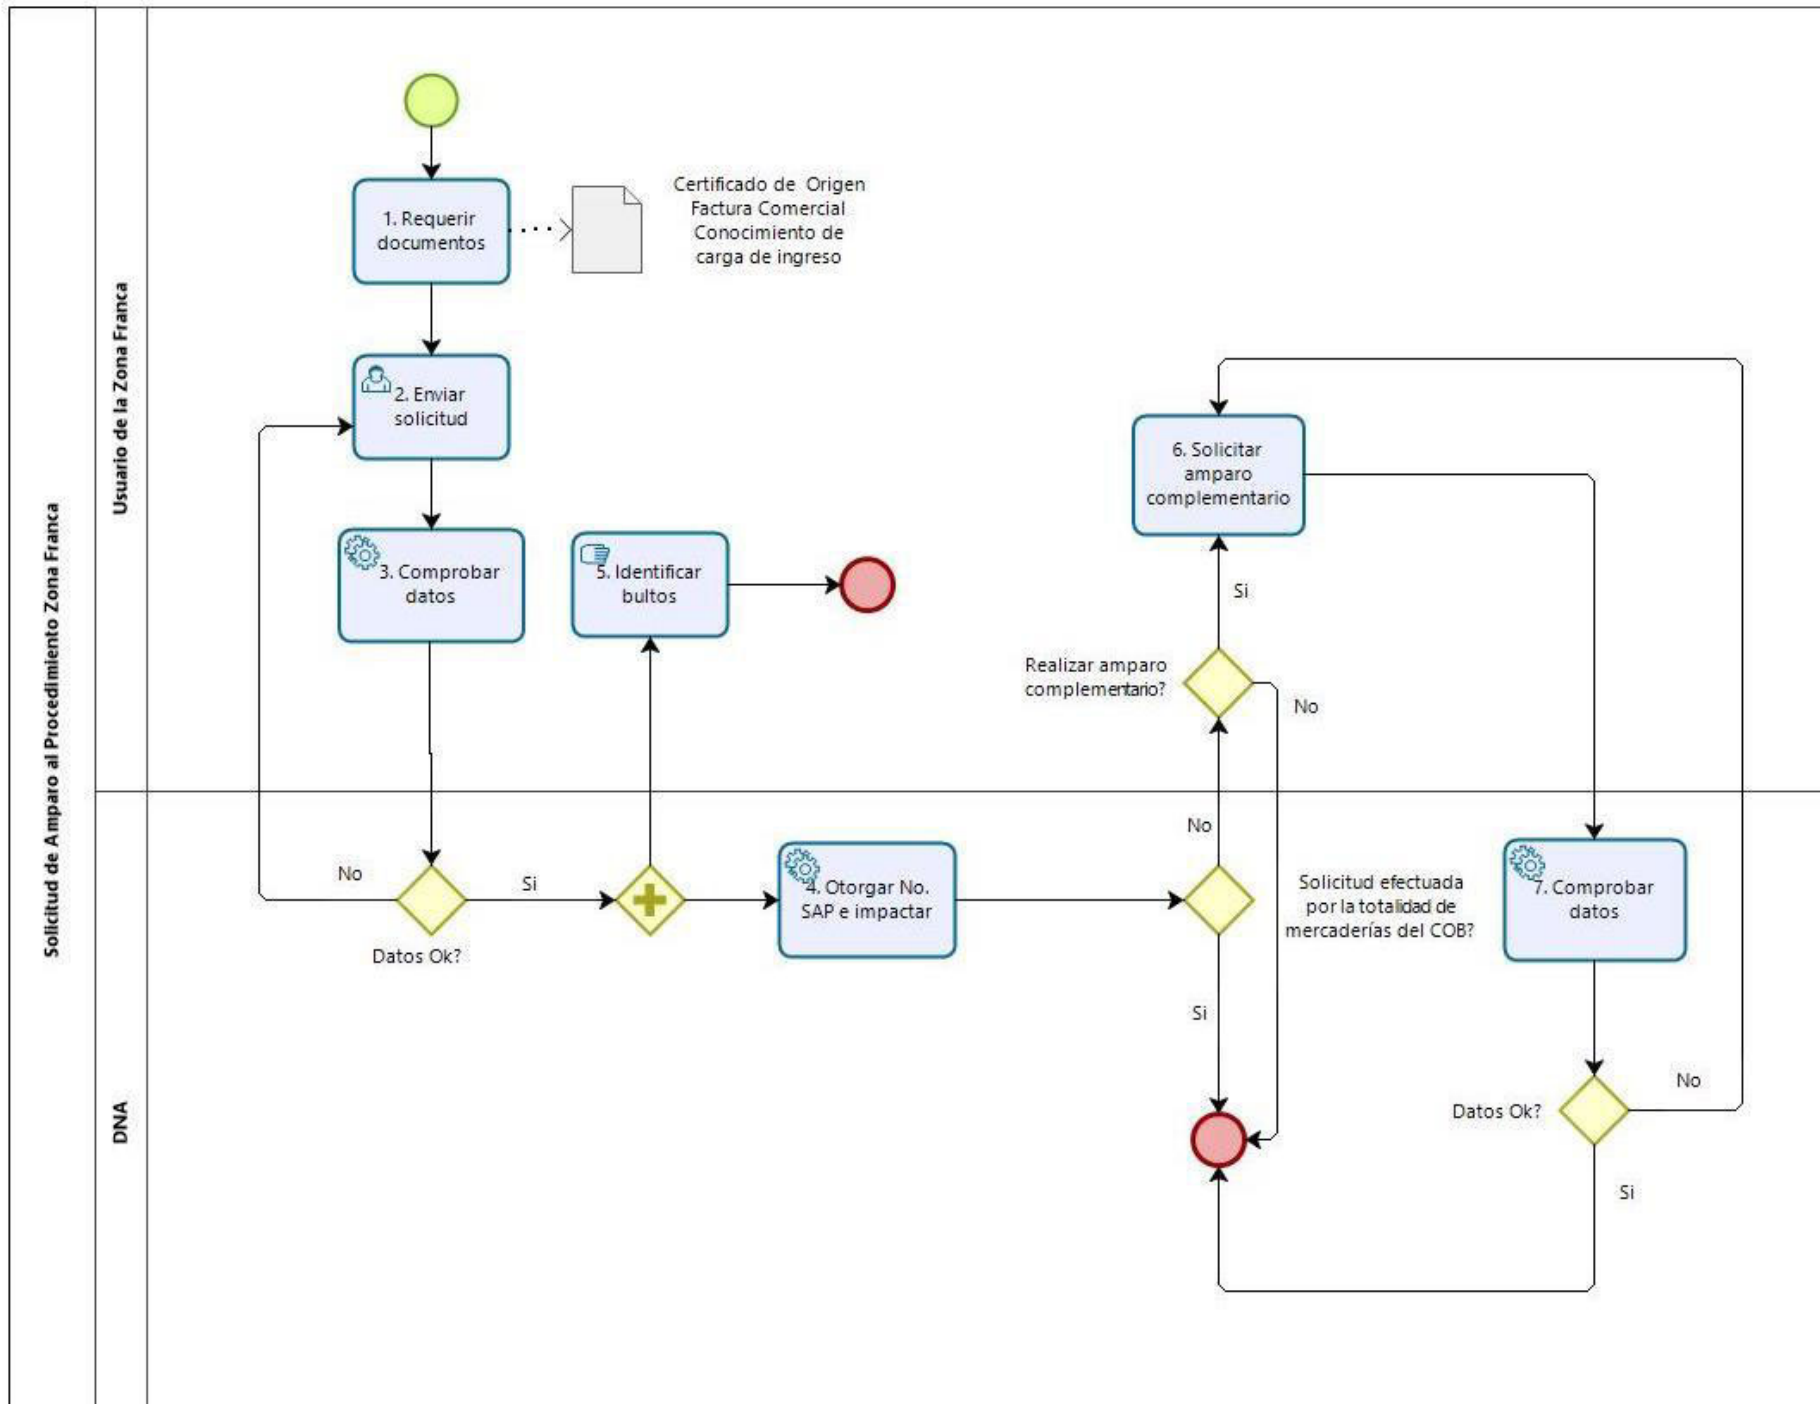 Solicitud de Amparo al Procedimiento Zona Franca
Usuario de la Zona Franca
1. Requerir
documentos
Certificado de Origen
Factura Comercial
Conocimiento de
carga de ingreso
2. Enviar
solicitud
3. Comprobar
datos
5. Identificar
bultos
6. Solicitar
amparo
complementario
Si
Realizar amparo
complementario?
No
DNA
No
Si
Datos Ok?
4. Otorgar No.
SAP e impactar
No
Solicitud efectuada
por la totalidad de
mercaderías del COB?
Si
7. Comprobar
datos
Datos Ok?
No
Si